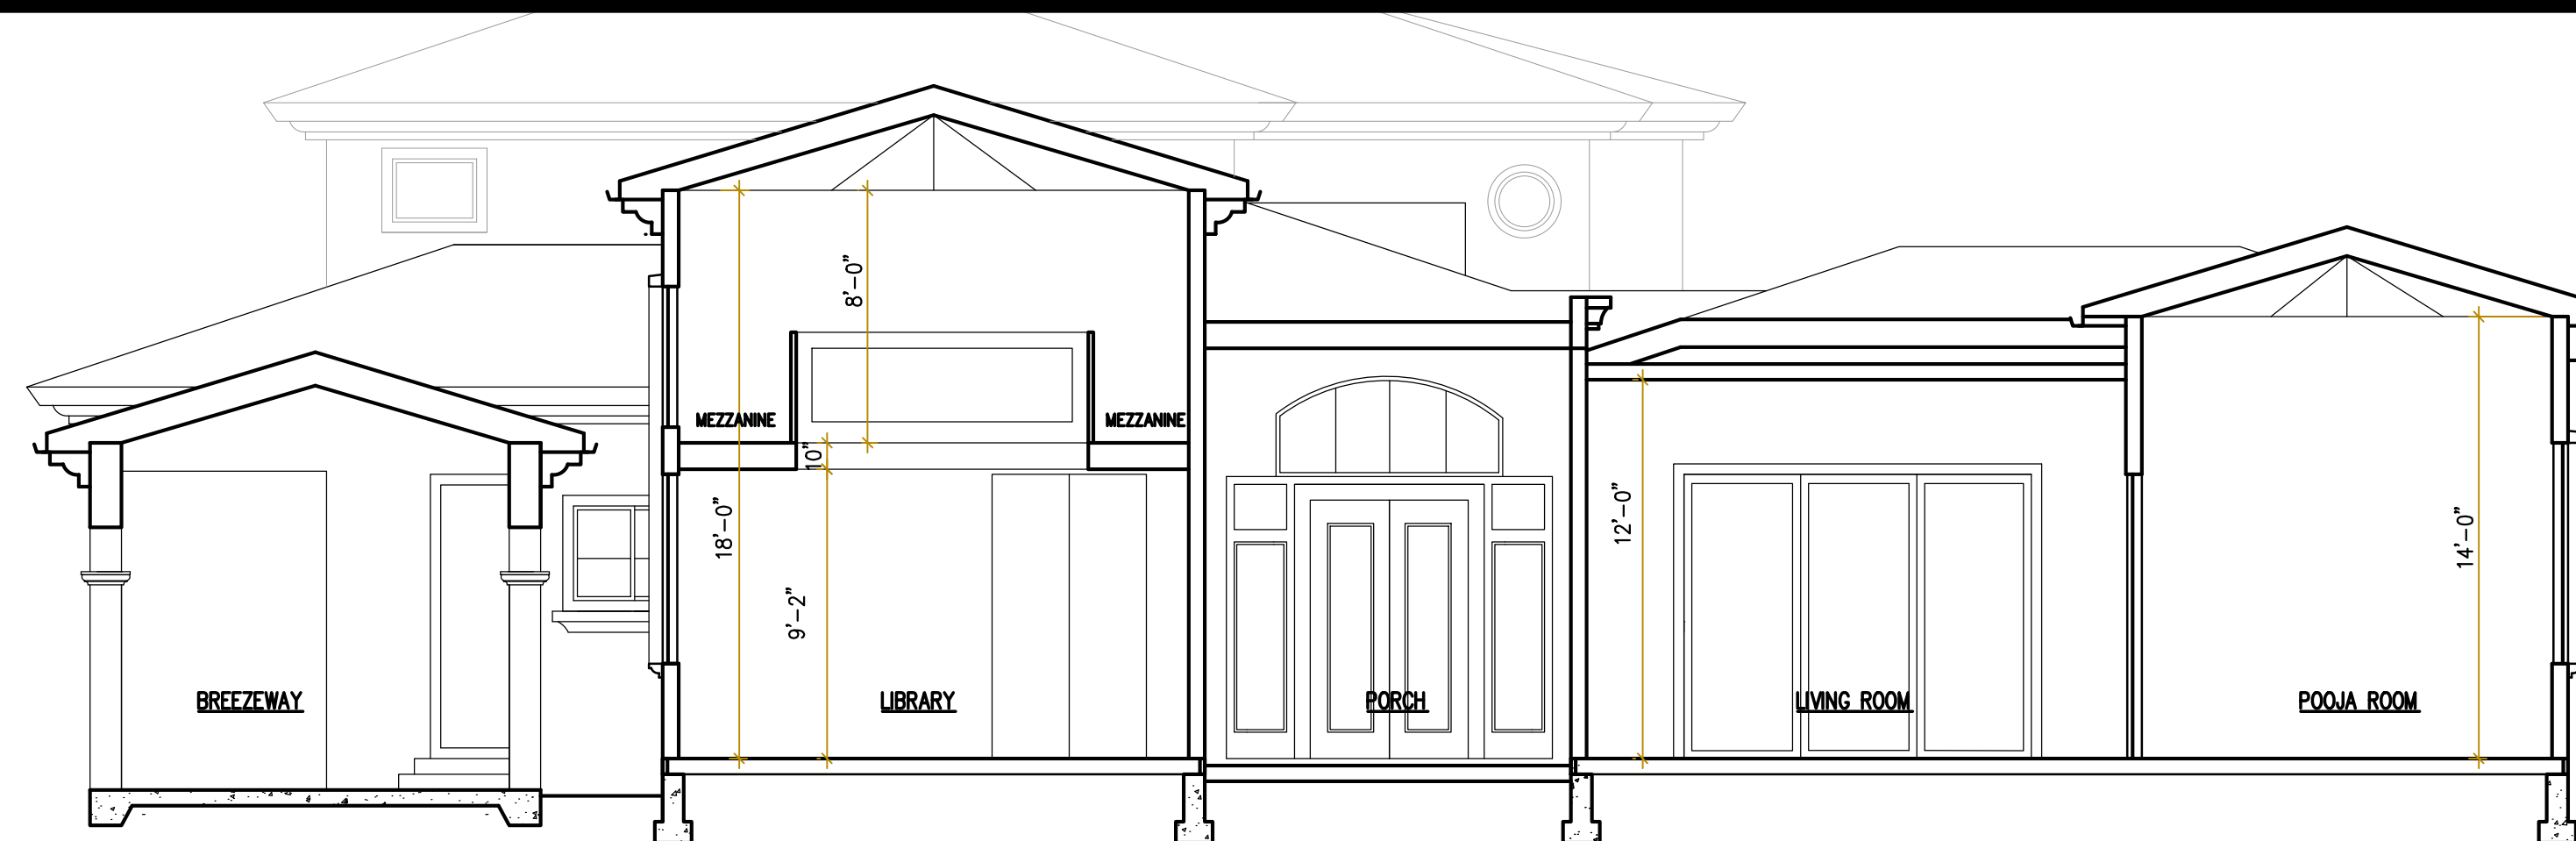 8'-0"
MEZZANINE
MEZZANINE
10"
18'-0"
12'-0"
14'-0"
9'-2"
BREEZEWAY
LIBRARY
PORCH
LIVING ROOM
POOJA ROOM